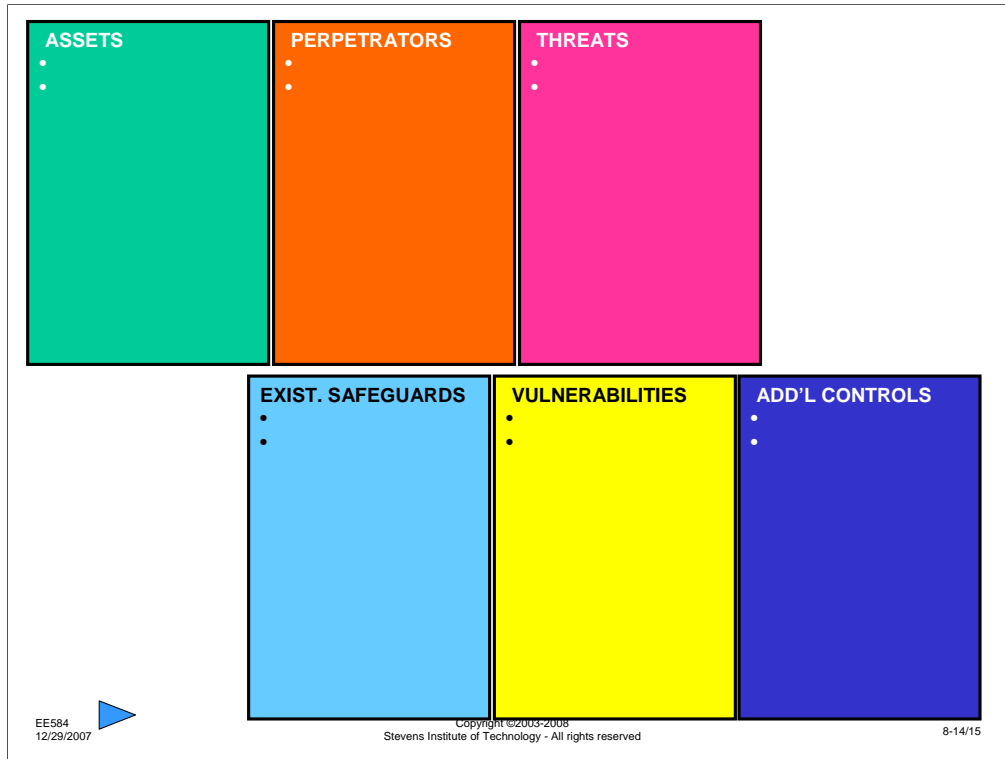 ASSETS
•
•
PERPETRATORS
•
•
THREATS
•
•
EXIST. SAFEGUARDS
•
•
VULNERABILITIES
•
•
ADD'L CONTROLS
•
•
EE584
12/29/2007
Copyright ©2003-2008
Stevens Institute of Technology - All rights reserved
8-14/15